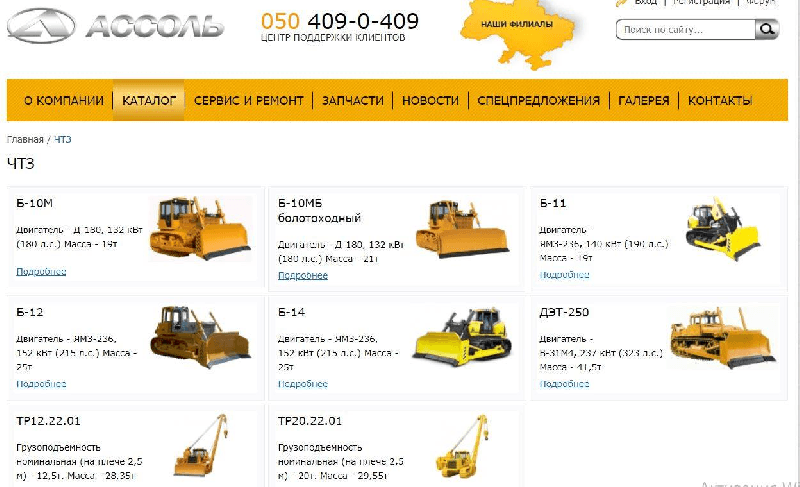 Вход | Регистрация | Форум
АССОЛЬ
050 409-0-409
ЦЕНТР ПОДДЕРЖКИ КЛИЕНТОВ
НАШИ ФИЛИАЛЫ
Поиск по сайту...
О КОМПАНИИ КАТАЛОГ СЕРВИС И РЕМОНТ ЗАПЧАСТИ НОВОСТИ СПЕЦПРЕДЛОЖЕНИЯ ГАЛЕРЕЯ КОНТАКТЫ
Главная / ЧТЗ
ЧТЗ
Б-10М
Двигатель - Д-180, 132 кВт
(180 л.с.) Масса - 19т
Подробнее
Б-10МБ
болотоходный
Двигатель - Д-180, 132 кВт
(180 л.с.) Масса - 21т
Подробнее
Б-11
Двигатель -
ЯМЗ-236, 140 кВт (190 л.с.)
Масса - 19т
Подробнее
Б-12
Двигатель - ЯМЗ-236,
152 кВт (215 л.с.) Масса -
25т
Подробнее
Б-14
Двигатель - ЯМЗ-236,
152 кВт (215 л.с.) Масса -
25т
Подробнее
ДЭТ-250
Двигатель -
В-31М4, 237 кВт (323 л.с.)
Масса - 41,5т
Подробнее
ТР12.22.01
Грузоподъемность
номинальная (на плече 2,5
м) - 12,5т. Масса - 28,35т
ТР20.22.01
Грузоподъемность
номинальная (на плече 2,5
м) - 20т. Масса - 29,55т